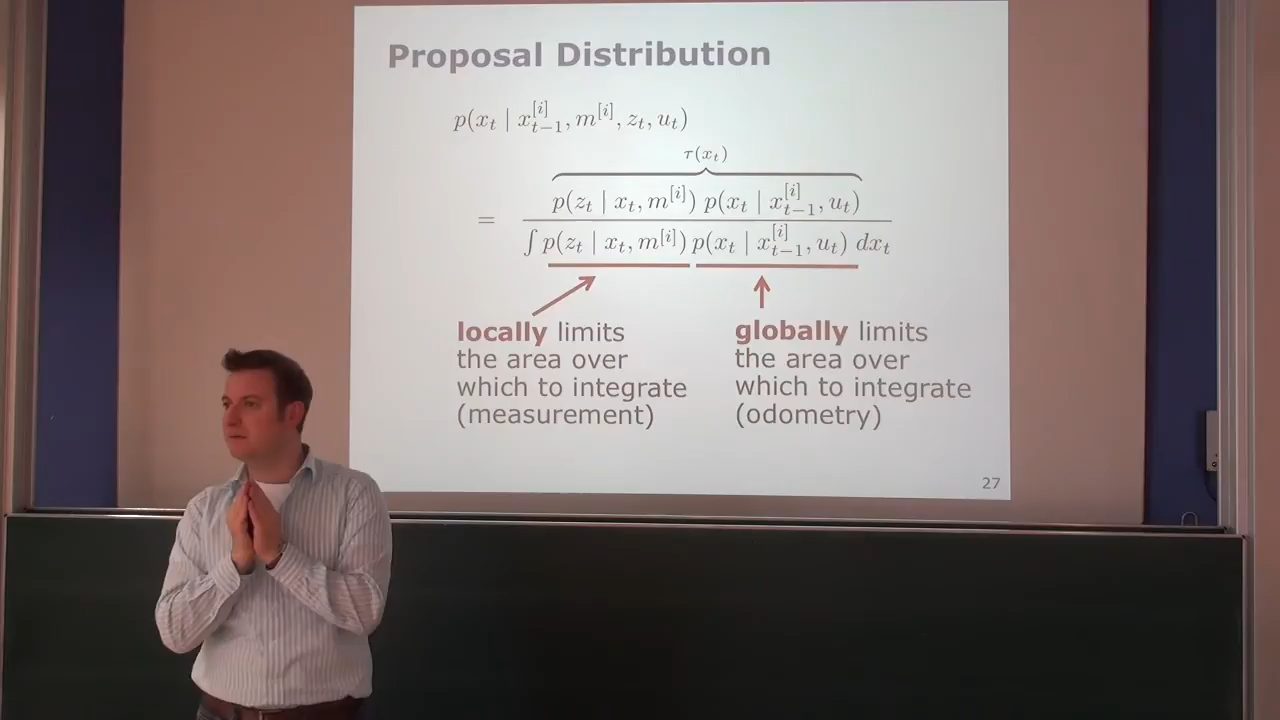 Proposal Distribution
p(x_t | x_{t-1}^{[i]}, m^{[i]}, z_t, u_t)
τ(x_t)
= \frac{p(z_t | x_t, m^{[i]}) p(x_t | x_{t-1}^{[i]}, u_t)}{∫ p(z_t | x_t, m^{[i]}) p(x_t | x_{t-1}^{[i]}, u_t) dx_t}
locally limits
the area over
which to integrate
(measurement)
globally limits
the area over
which to integrate
(odometry)
27